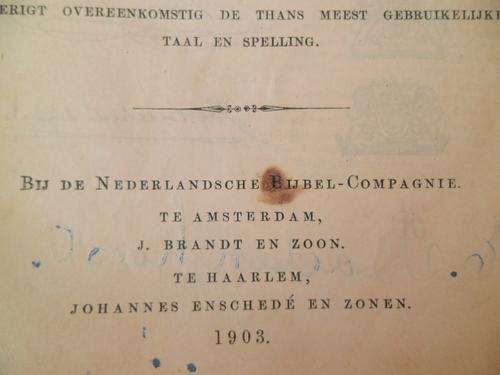 ERIGT OVEREENKOMSTIG DE THANS MEEST GEBRUIKELIJKE
TAAL EN SPELLING.
BIJ DE NEDERLANDSCHE BIJBEL-COMPAGNIE.
TE AMSTERDAM,
J. BRANDT EN ZOON.
TE HAARLEM,
JOHANNES ENSCHEDÉ EN ZONEN.
1903.